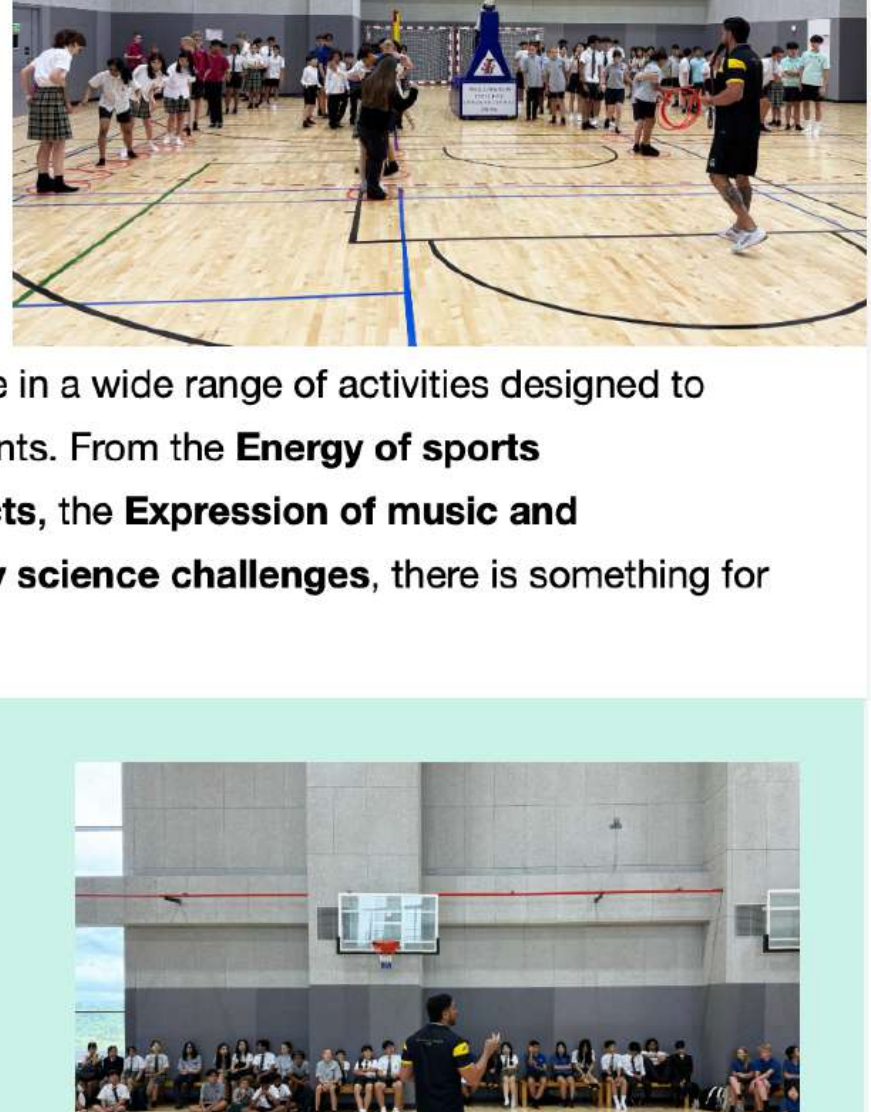 e in a wide range of activities designed to
nts. From the Energy of sports
cts, the Expression of music and
y science challenges, there is something for